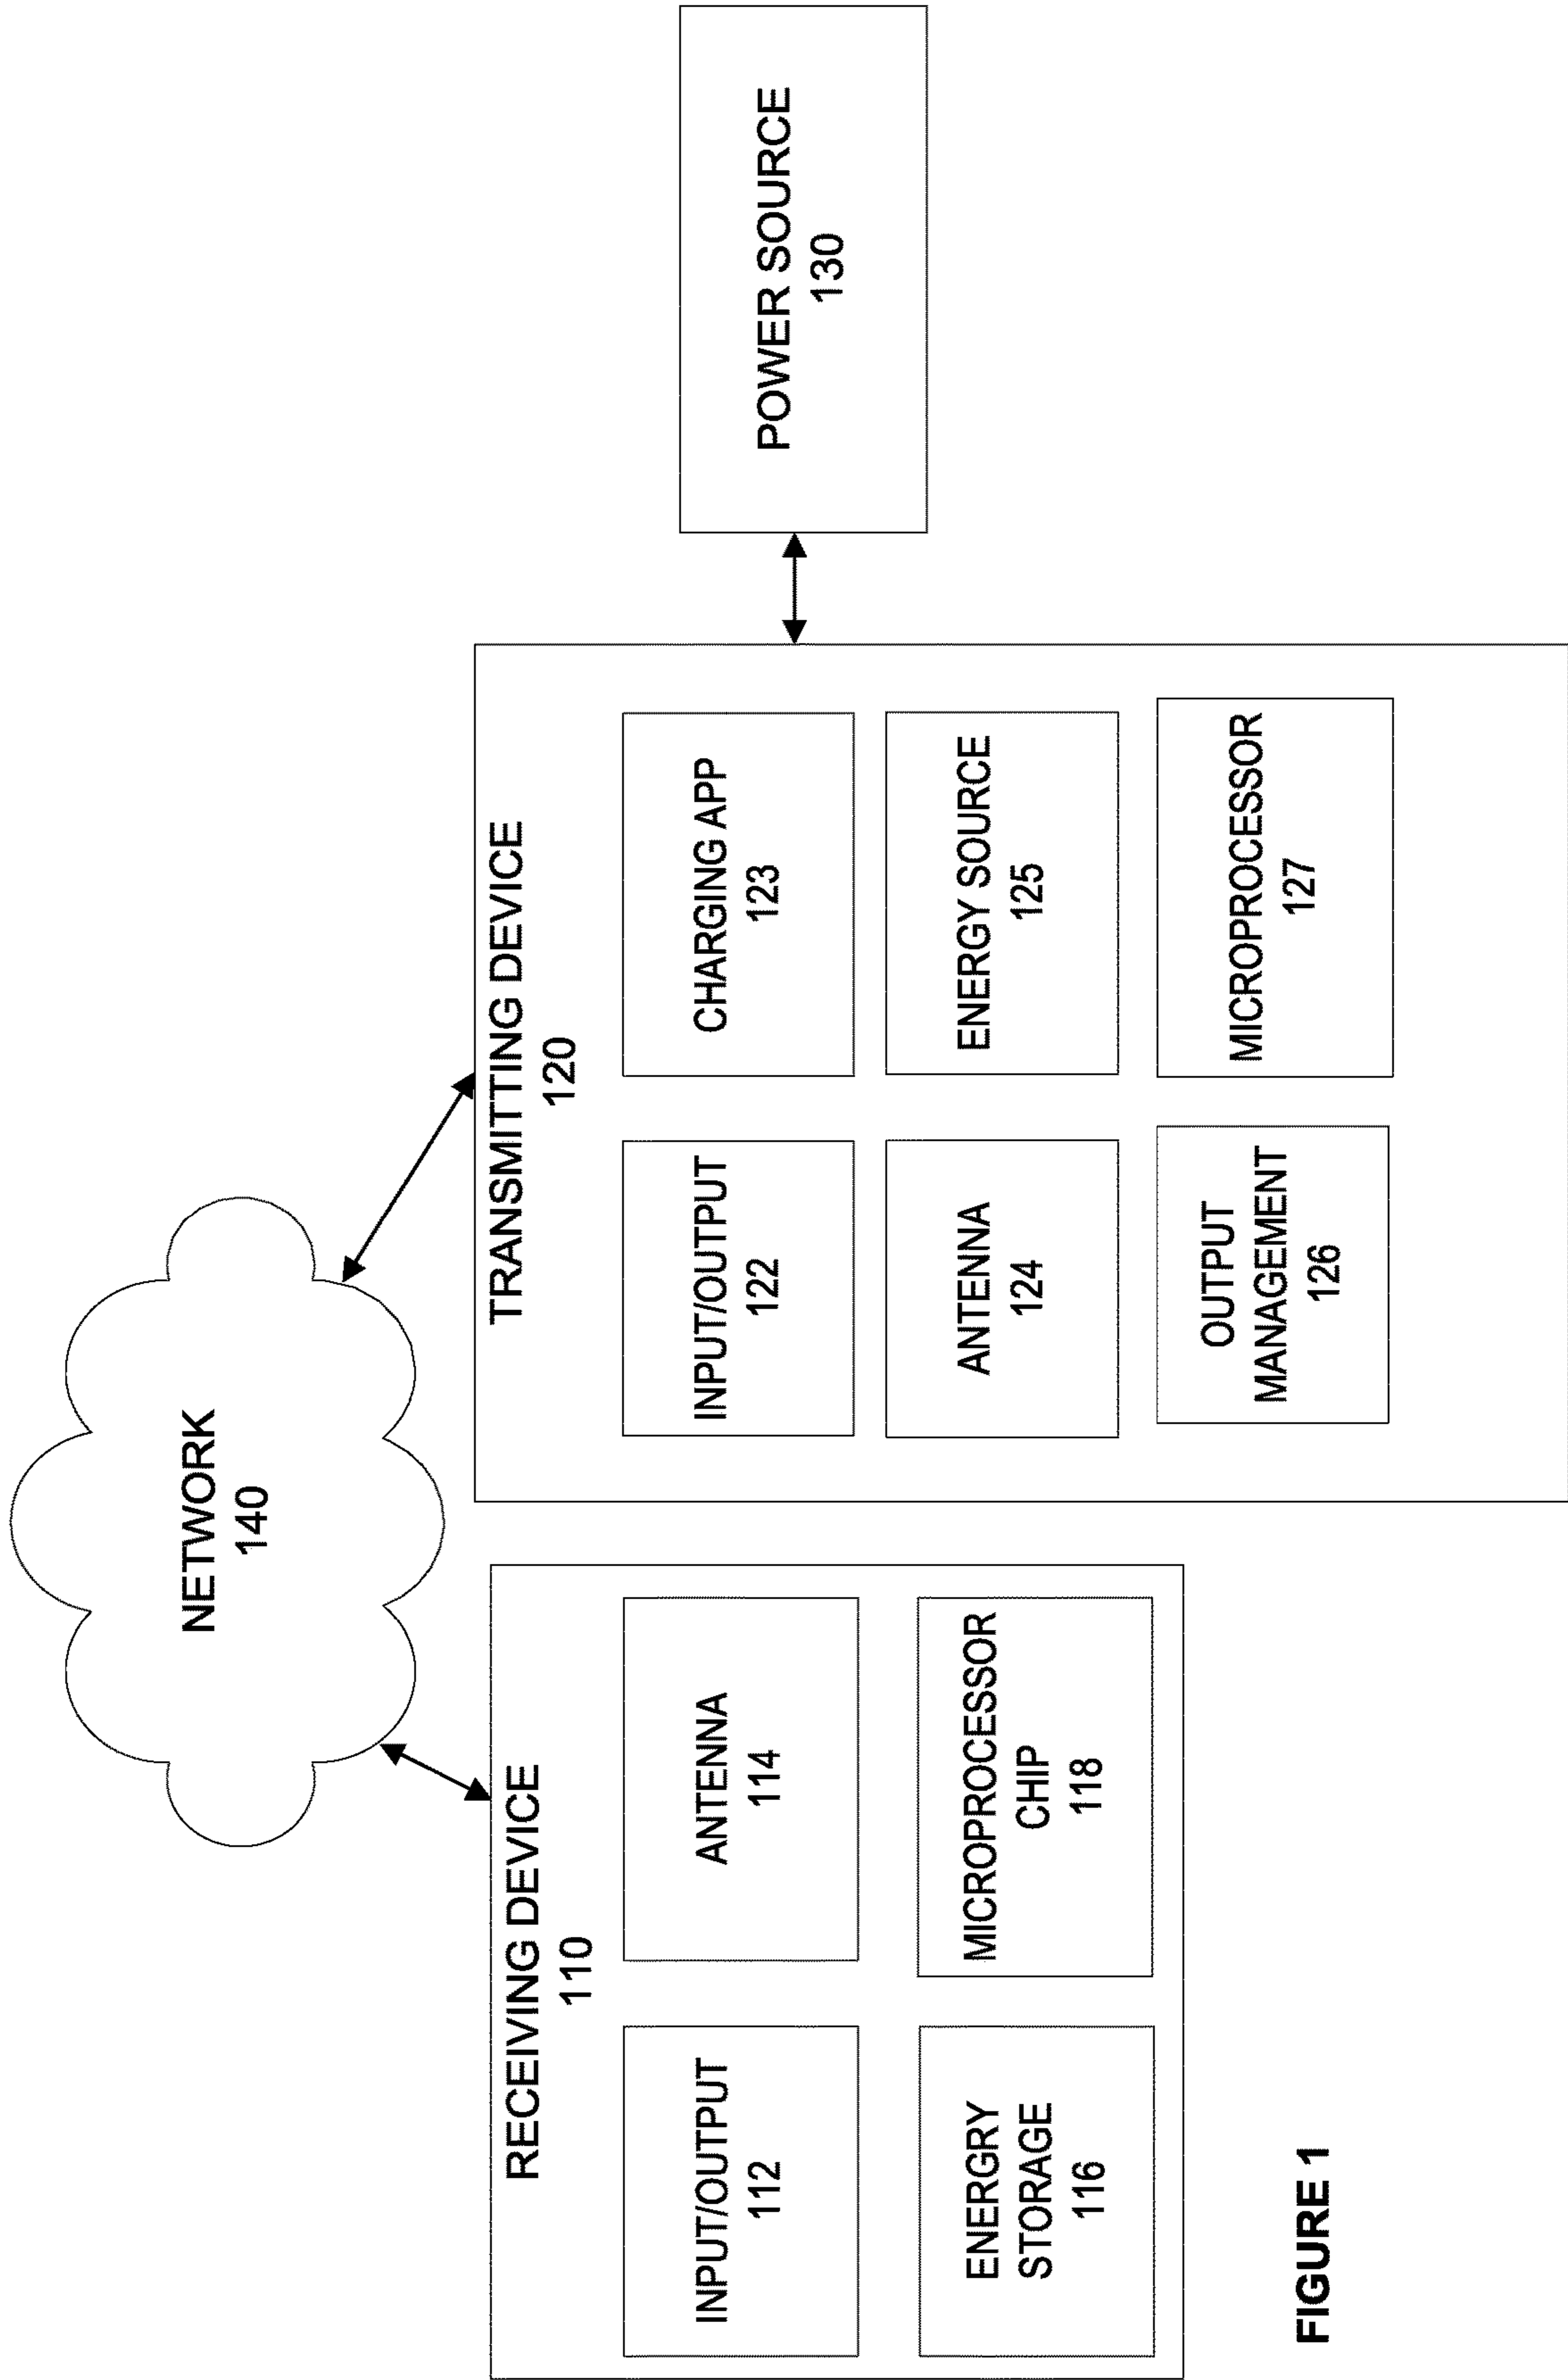 NETWORK
140
RECEIVING DEVICE
110
INPUT/OUTPUT
112
ANTENNA
114
ENERGRY
STORAGE
116
MICROPROCESSOR
CHIP
118
TRANSMITTING DEVICE
120
INPUT/OUTPUT
122
CHARGING APP
123
ANTENNA
124
ENERGY SOURCE
125
OUTPUT
MANAGEMENT
126
MICROPROCESSOR
127
POWER SOURCE
130
FIGURE 1